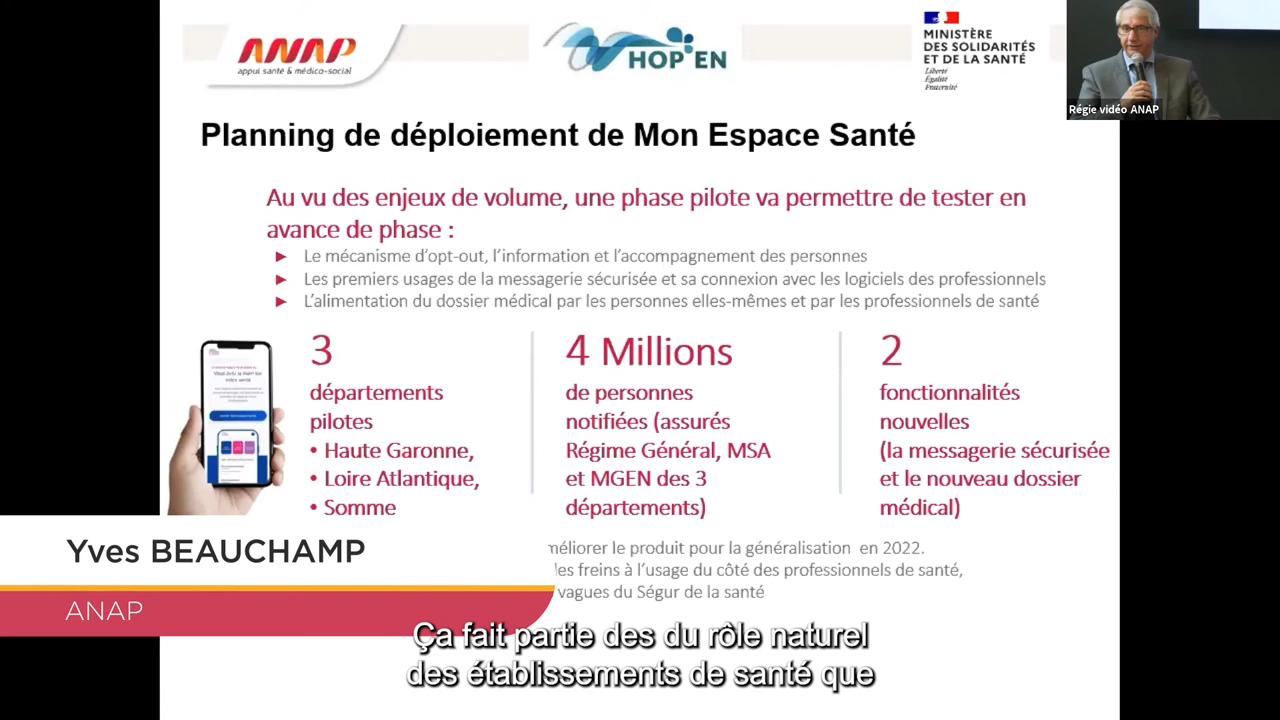 ANAP
appui santé & médico-social
HOP'EN
MINISTÈRE
DES SOLIDARITÉS
ET DE LA SANTÉ
Liberté
Égalité
Fraternité
Régie vidéo ANAP
Planning de déploiement de Mon Espace Santé
Au vu des enjeux de volume, une phase pilote va permettre de tester en
avance de phase :
► Le mécanisme d'opt-out, l'information et l'accompagnement des personnes
► Les premiers usages de la messagerie sécurisée et sa connexion avec les logiciels des professionnels
► L'alimentation du dossier médical par les personnes elles-mêmes et par les professionnels de santé
3
départements
pilotes
• Haute Garonne,
• Loire Atlantique,
• Somme
4 Millions
de personnes
notifiées (assurés
Régime Général, MSA
et MGEN des 3
départements)
2
fonctionnalités
nouvelles
(la messagerie sécurisée
et le nouveau dossier
médical)
méliorer le produit pour la généralisation en 2022.
les freins à l'usage du côté des professionnels de santé,
vagues du Ségur de la santé
Yves BEAUCHAMP
ANAP
Ça fait partie des du rôle naturel
des établissements de santé que